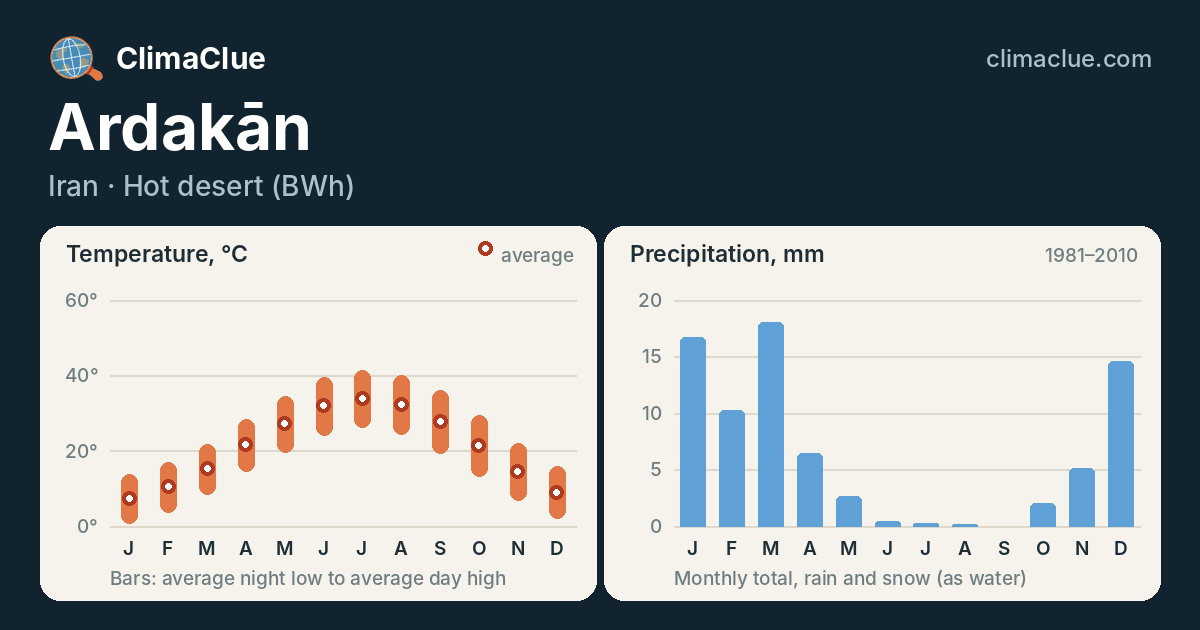 ClimaClue
climaclue.com
Ardakān
Iran · Hot desert (BWh)
Temperature, °C
average
60°
40°
20°
0°
J F M A M J J A S O N D
Bars: average night low to average day high
Precipitation, mm
1981–2010
20
15
10
5
0
J F M A M J J A S O N D
Monthly total, rain and snow (as water)